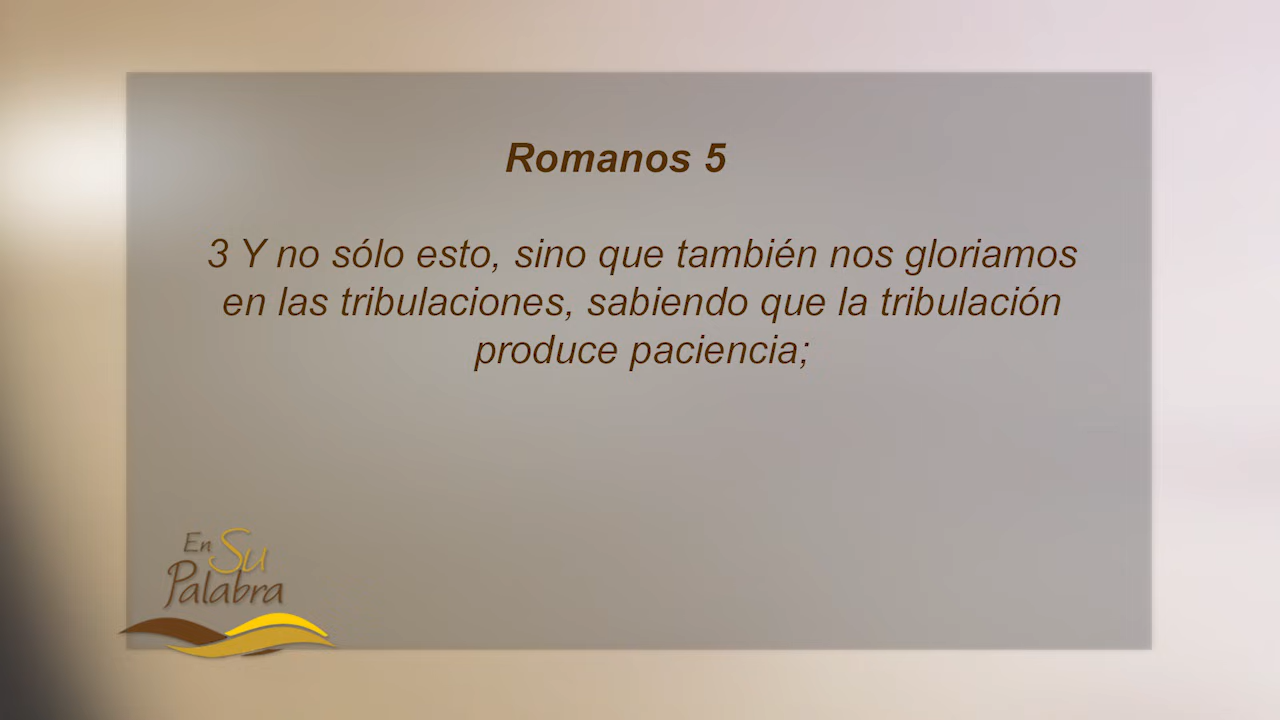 Romanos 5
3 Y no sólo esto, sino que también nos gloriamos
en las tribulaciones, sabiendo que la tribulación
produce paciencia;
En Su
Palabra